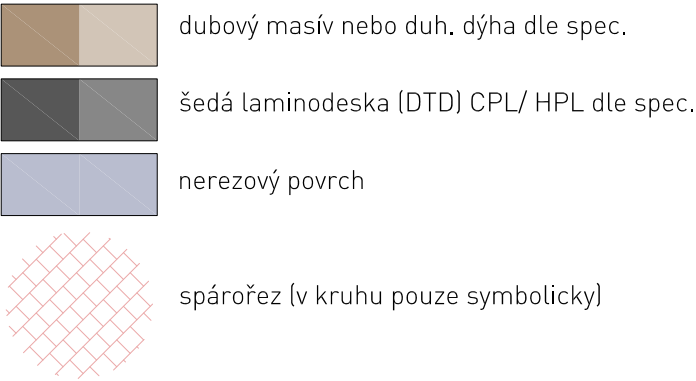 dubový masív nebo duh. dýha dle spec.
šedá laminodeska (DTD) CPL/ HPL dle spec.
nerezový povrch
spárořez (v kruhu pouze symbolicky)